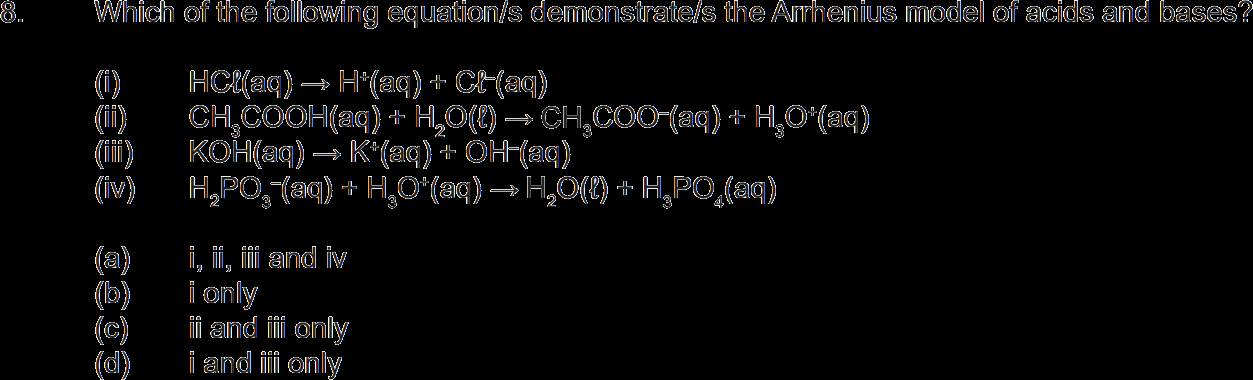 8. Which of the following equation/s demonstrate/s the Arrhenius model of acids and bases?
(i) HCℓ(aq) → H⁺(aq) + Cℓ⁻(aq)
(ii) CH₃COOH(aq) + H₂O(ℓ) → CH₃COO⁻(aq) + H₃O⁺(aq)
(iii) KOH(aq) → K⁺(aq) + OH⁻(aq)
(iv) H₂PO₃⁻(aq) + H₃O⁺(aq) → H₂O(ℓ) + H₃PO₄(aq)
(a) i, ii, iii and iv
(b) i only
(c) ii and iii only
(d) i and iii only